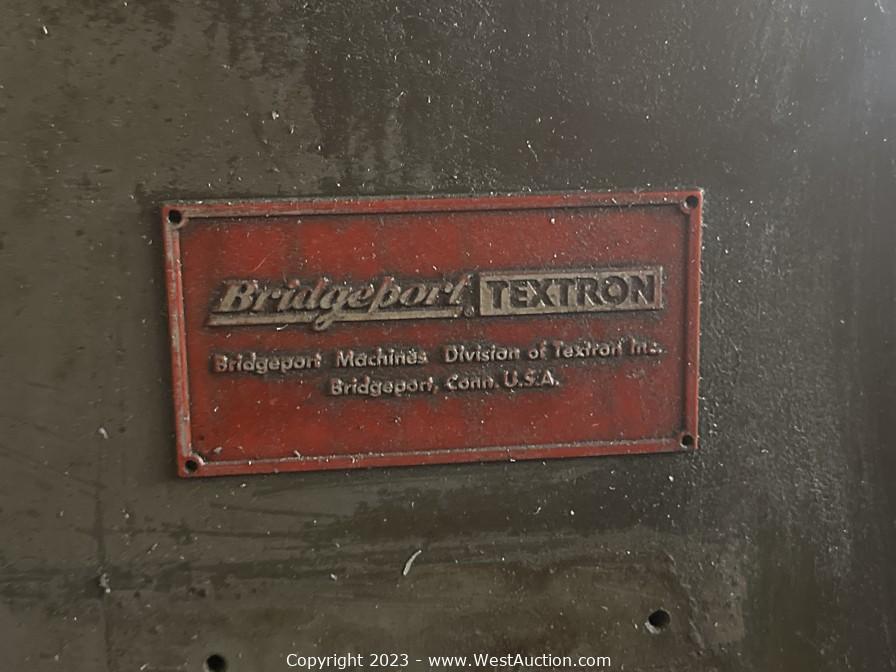 Bridgeport® TEXTRON
Bridgeport Machines Division of Textron Inc.
Bridgeport, Conn. U.S.A.
Copyright 2023 - www.WestAuction.com